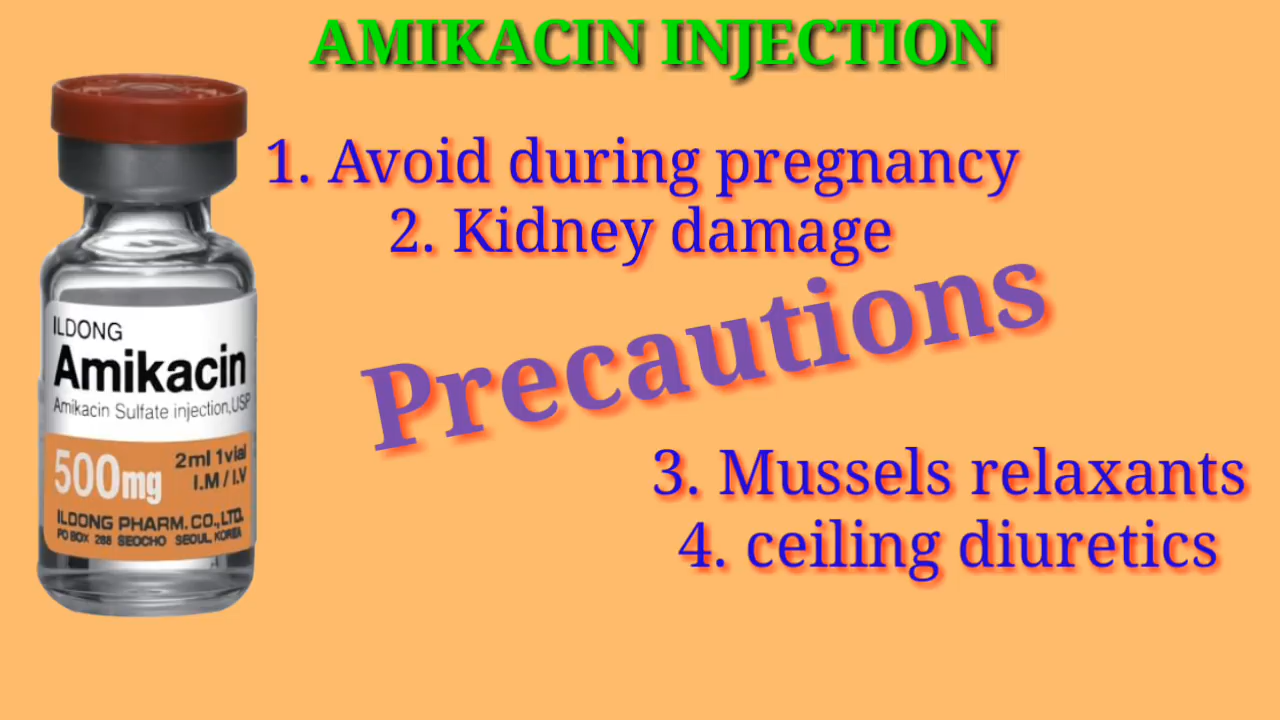 AMIKACIN INJECTION
1. Avoid during pregnancy
2. Kidney damage
Precautions
3. Mussels relaxants
4. ceiling diuretics
ILDONG
Amikacin
Amikacin Sulfate injection,USP
500mg
2ml 1vial
I.M / I.V
ILDONG PHARM. CO., LTD.
PO BOX 288 SEOCHO SEOUL, KOREA